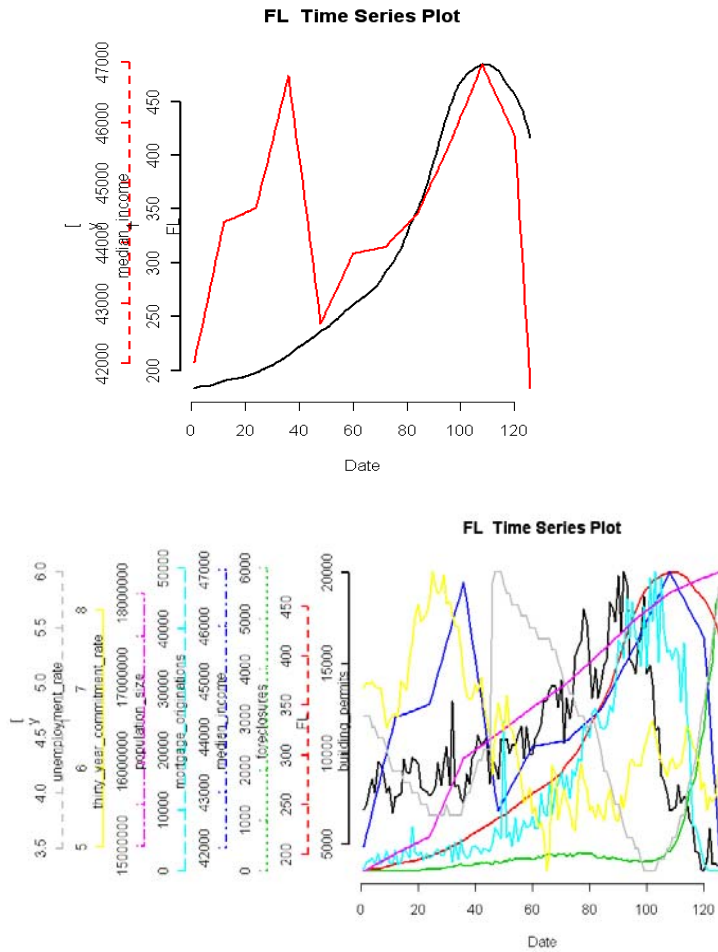 FL Time Series Plot
[
y
median_income
42000 43000 44000 45000 46000 47000
FL
200 250 300 350 400 450
0 20 40 60 80 100 120
Date
FL Time Series Plot
[
y
unemployment_rate
3.5 4.0 4.5 5.0 5.5 6.0
thirty_year_commitment_rate
5 6 7 8
population_size
15000000 16000000 17000000 18000000
mortgage_originations
0 10000 20000 30000 40000 50000
median_income
42000 43000 44000 45000 46000 47000
foreclosures
0 1000 2000 3000 4000 5000 6000
FL
200 250 300 350 400 450
building_permits
5000 10000 15000 20000
0 20 40 60 80 100 120
Date